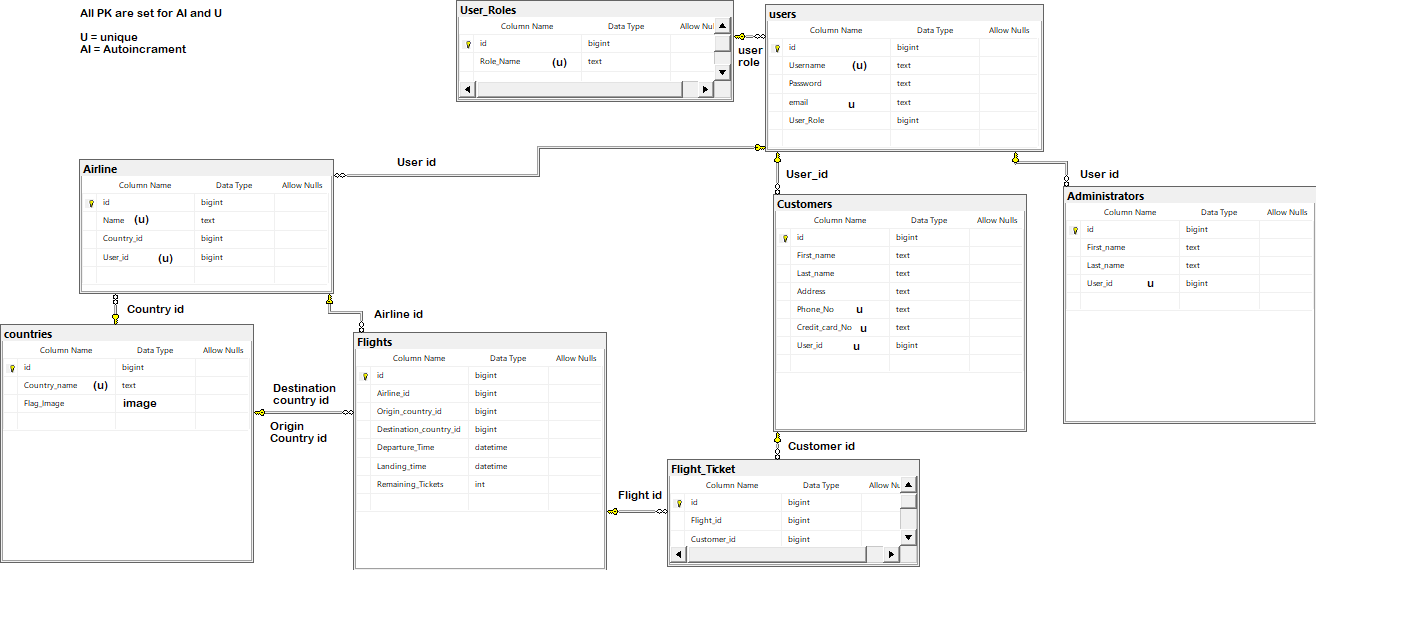 All PK are set for AI and U
U = unique
AI = Autoincrament
User_Roles
Column Name Data Type Allow Nul
id bigint
Role_Name (u) text
user
role
users
Column Name Data Type Allow Nulls
id bigint
Username (u) text
Password text
email u text
User_Role bigint
User id
User_id
User id
Airline
Column Name Data Type Allow Nulls
id bigint
Name (u) text
Country_id bigint
User_id (u) bigint
Customers
Column Name Data Type Allow Nulls
id bigint
First_name text
Last_name text
Address text
Phone_No u text
Credit_card_No u text
User_id u bigint
Administrators
Column Name Data Type Allow Nulls
id bigint
First_name text
Last_name text
User_id u bigint
Country id
Airline id
countries
Column Name Data Type Allow Nulls
id bigint
Country_name (u) text
Flag_Image image
Destination
country id
Origin
Country id
Flights
Column Name Data Type Allow Nulls
id bigint
Airline_id bigint
Origin_country_id bigint
Destination_country_id bigint
Departure_Time datetime
Landing_time datetime
Remaining_Tickets int
Customer id
Flight id
Flight_Ticket
Column Name Data Type Allow Nu
id bigint
Flight_id bigint
Customer_id bigint